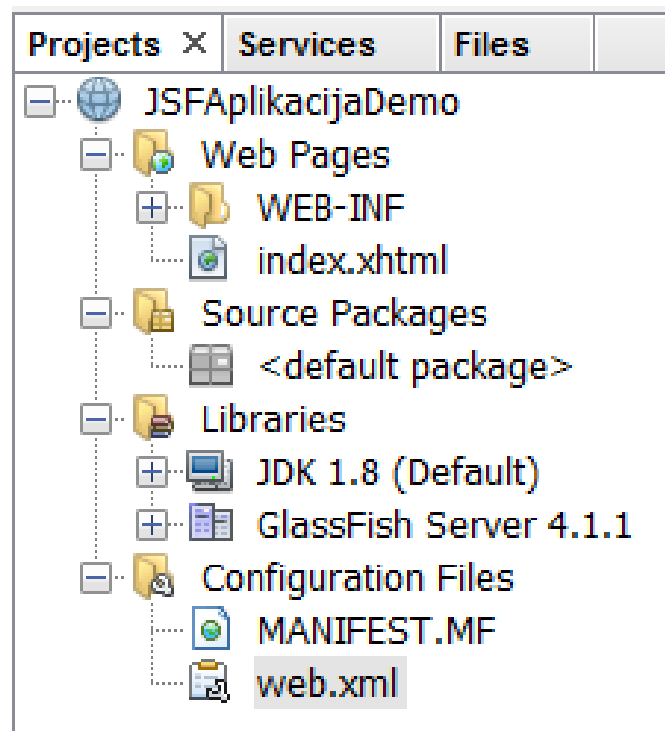 Projects × Services Files
JSFAplikacijaDemo
Web Pages
WEB-INF
index.xhtml
Source Packages
<default package>
Libraries
JDK 1.8 (Default)
GlassFish Server 4.1.1
Configuration Files
MANIFEST.MF
web.xml